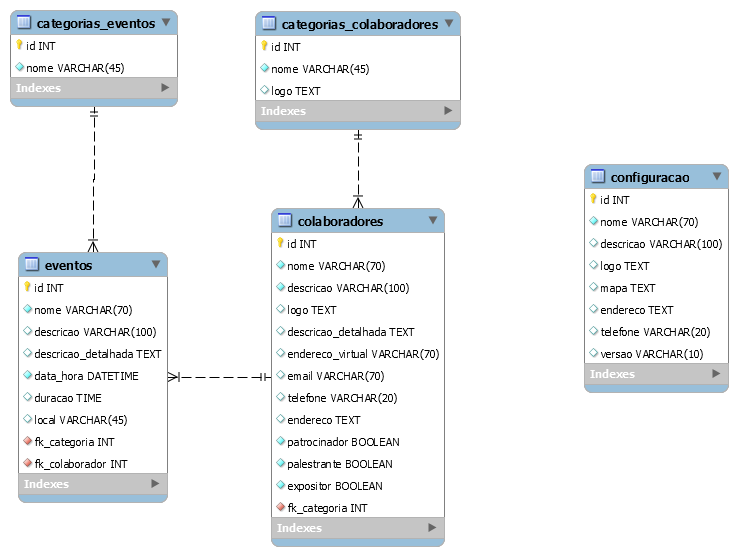 categorias_eventos
id INT
nome VARCHAR(45)
Indexes
categorias_colaboradores
id INT
nome VARCHAR(45)
logo TEXT
Indexes
configuracao
id INT
nome VARCHAR(70)
descricao VARCHAR(100)
logo TEXT
mapa TEXT
endereco TEXT
telefone VARCHAR(20)
versao VARCHAR(10)
Indexes
colaboradores
id INT
nome VARCHAR(70)
descricao VARCHAR(100)
logo TEXT
descricao_detalhada TEXT
endereco_virtual VARCHAR(70)
email VARCHAR(70)
telefone VARCHAR(20)
endereco TEXT
patrocinador BOOLEAN
palestrante BOOLEAN
expositor BOOLEAN
fk_categoria INT
Indexes
eventos
id INT
nome VARCHAR(70)
descricao VARCHAR(100)
descricao_detalhada TEXT
data_hora DATETIME
duracao TIME
local VARCHAR(45)
fk_categoria INT
fk_colaborador INT
Indexes